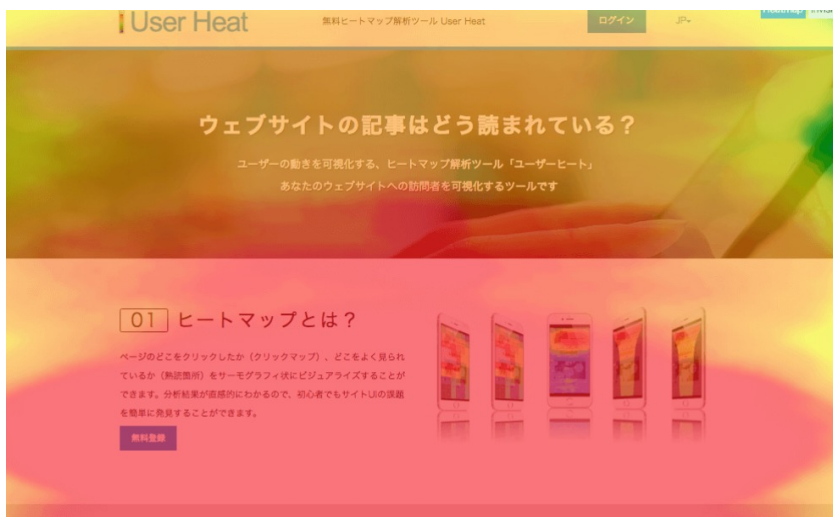 User Heat
無料ヒートマップ解析ツール User Heat
ログイン
JP
ウェブサイトの記事はどう読まれている？
ユーザーの動きを可視化する、ヒートマップ解析ツール「ユーザーヒート」
あなたのウェブサイトへの訪問者を可視化するツールです
01 ヒートマップとは？
ページのどこをクリックしたか（クリックマップ）、どこをよく見られ
ているか（熟読箇所）をサーモグラフィ状にビジュアライズすることが
できます。分析結果が直感的にわかるので、初心者でもサイトUIの課題
を簡単に発見することができます。
無料登録